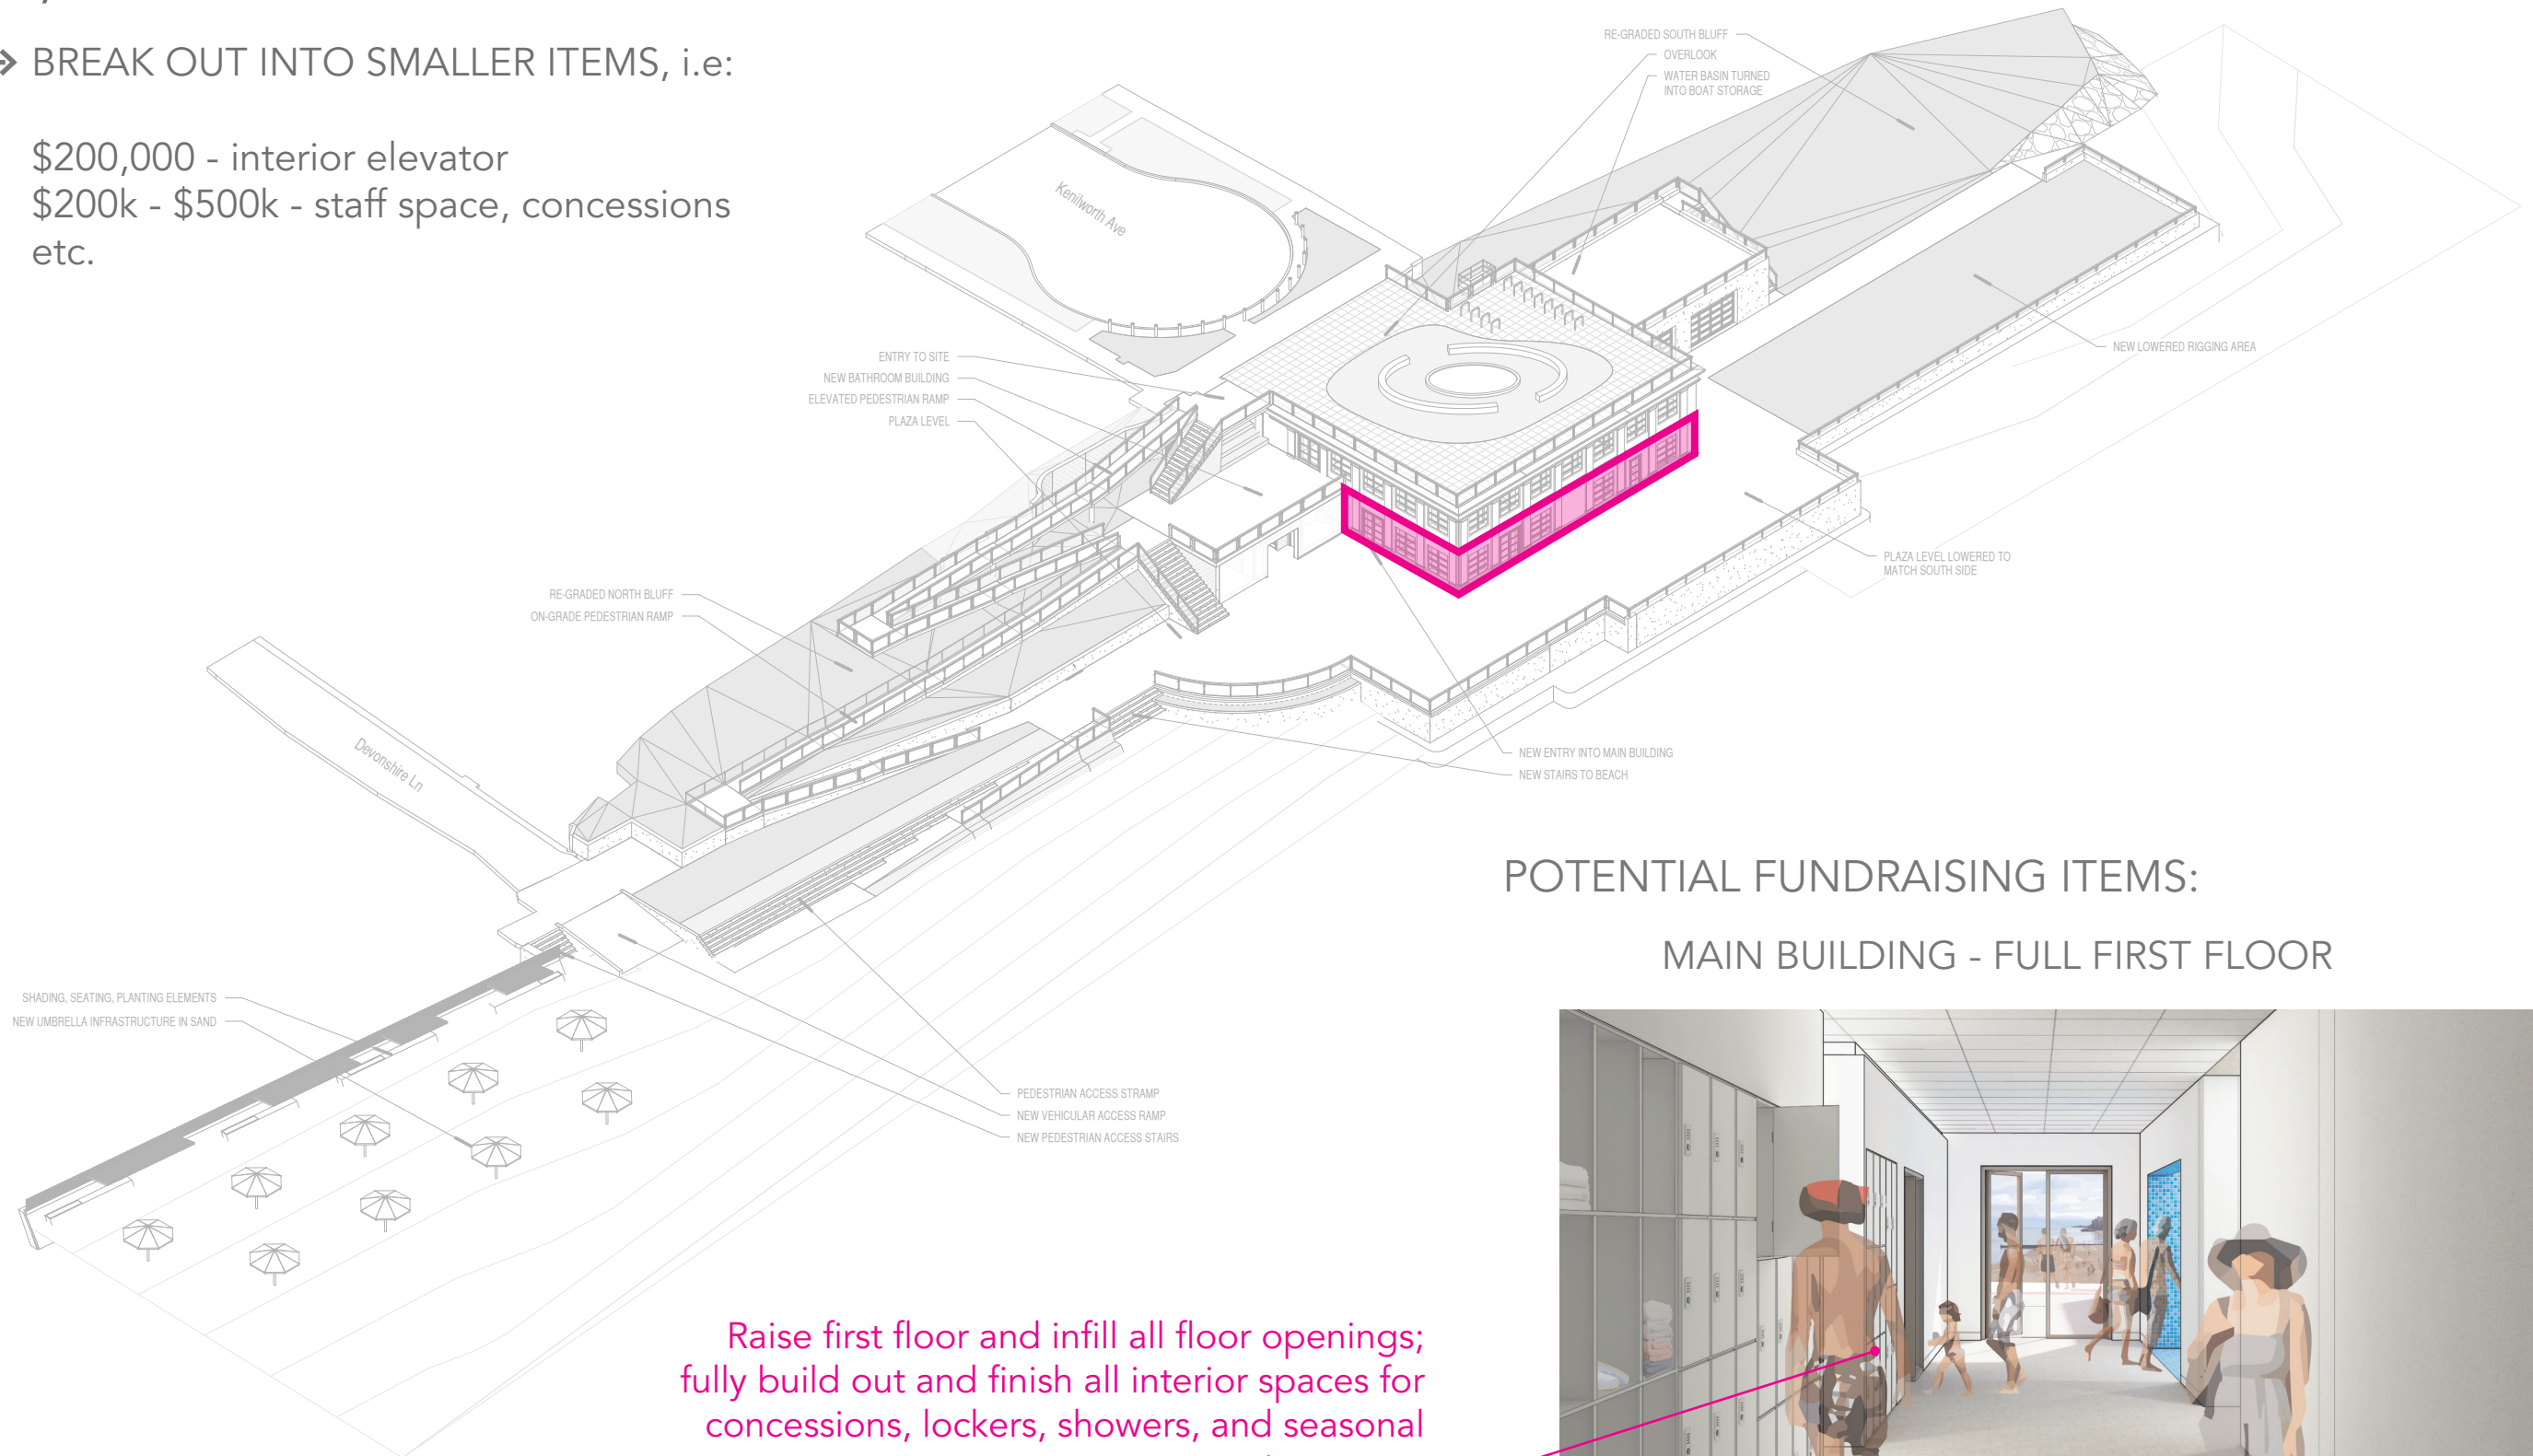 BREAK OUT INTO SMALLER ITEMS, i.e:
$200,000 - interior elevator
$200k - $500k - staff space, concessions
etc.
RE-GRADED SOUTH BLUFF
OVERLOOK
WATER BASIN TURNED
INTO BOAT STORAGE
Kenilworth Ave
ENTRY TO SITE
NEW BATHROOM BUILDING
ELEVATED PEDESTRIAN RAMP
PLAZA LEVEL
NEW LOWERED RIGGING AREA
RE-GRADED NORTH BLUFF
ON-GRADE PEDESTRIAN RAMP
PLAZA LEVEL LOWERED TO
MATCH SOUTH SIDE
Devonshire Ln
NEW ENTRY INTO MAIN BUILDING
NEW STAIRS TO BEACH
SHADING, SEATING, PLANTING ELEMENTS
NEW UMBRELLA INFRASTRUCTURE IN SAND
PEDESTRIAN ACCESS STRAMP
NEW VEHICULAR ACCESS RAMP
NEW PEDESTRIAN ACCESS STAIRS
POTENTIAL FUNDRAISING ITEMS:
MAIN BUILDING - FULL FIRST FLOOR
Raise first floor and infill all floor openings;
fully build out and finish all interior spaces for
concessions, lockers, showers, and seasonal